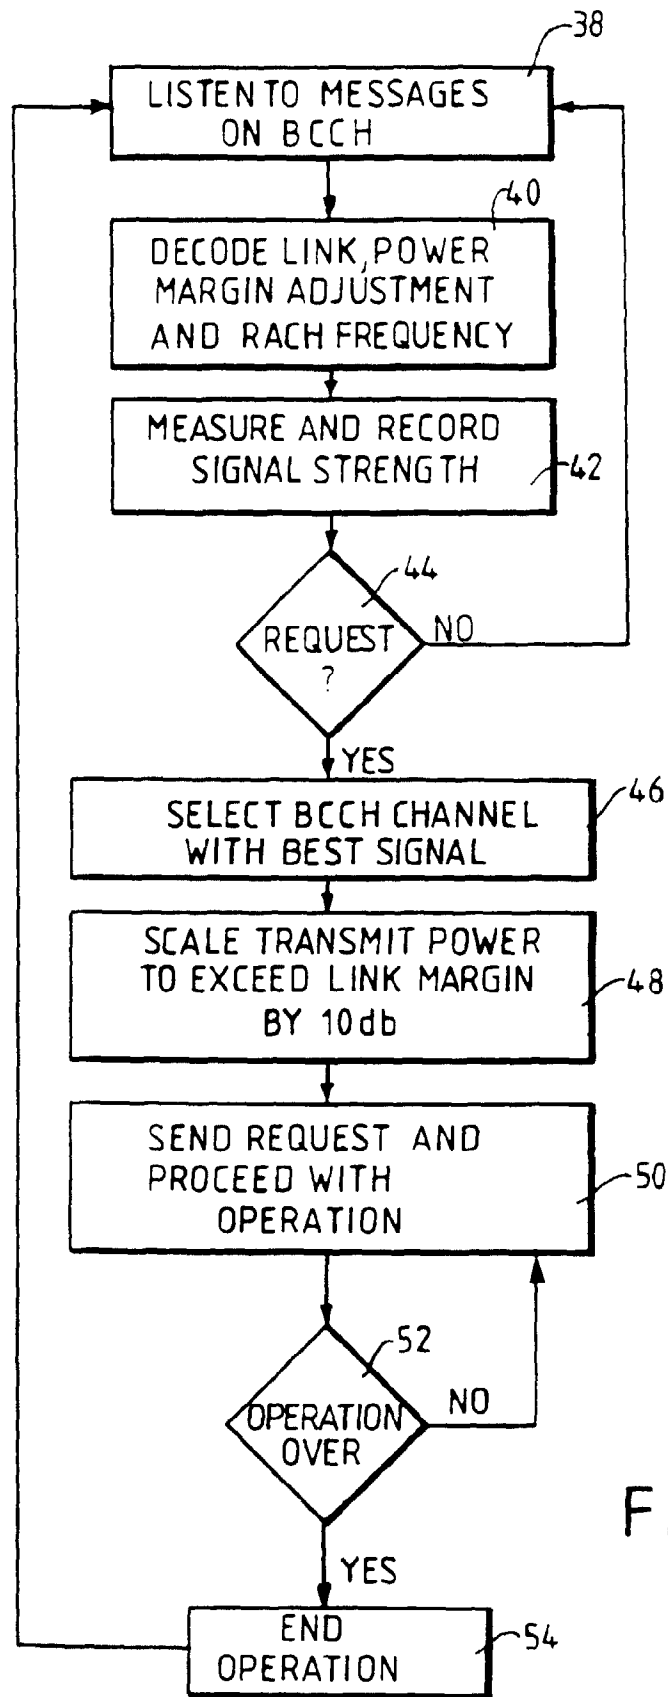 38
LISTEN TO MESSAGES
ON BCCH
40
DECODE LINK, POWER
MARGIN ADJUSTMENT
AND RACH FREQUENCY
MEASURE AND RECORD
SIGNAL STRENGTH
42
44
REQUEST
?
NO
YES
46
SELECT BCCH CHANNEL
WITH BEST SIGNAL
SCALE TRANSMIT POWER
TO EXCEED LINK MARGIN
BY 10db
48
SEND REQUEST AND
PROCEED WITH
OPERATION
50
52
OPERATION
OVER
NO
YES
END
OPERATION
54
F